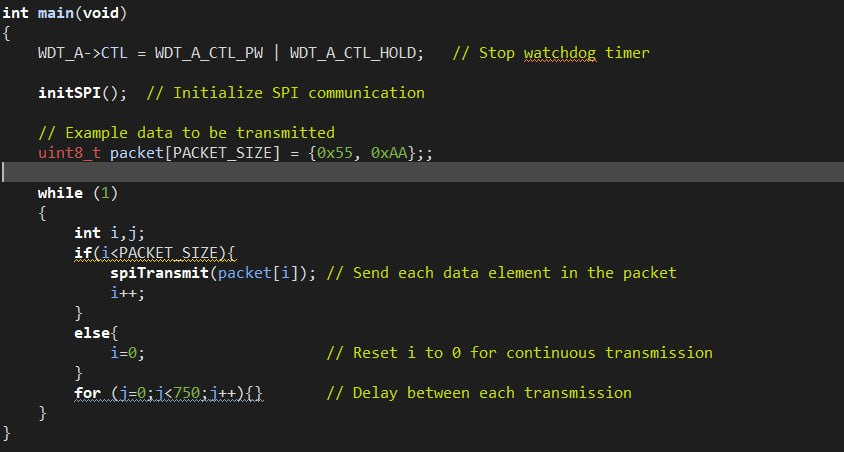 int main(void)
{
    WDT_A->CTL = WDT_A_CTL_PW | WDT_A_CTL_HOLD;   // Stop watchdog timer
    initSPI();  // Initialize SPI communication
    // Example data to be transmitted
    uint8_t packet[PACKET_SIZE] = {0x55, 0xAA};;
    while (1)
    {
        int i,j;
        if(i<PACKET_SIZE){
            spiTransmit(packet[i]); // Send each data element in the packet
            i++;
        }
        else{
            i=0;                    // Reset i to 0 for continuous transmission
        }
        for (j=0;j<750;j++){}       // Delay between each transmission
    }
}